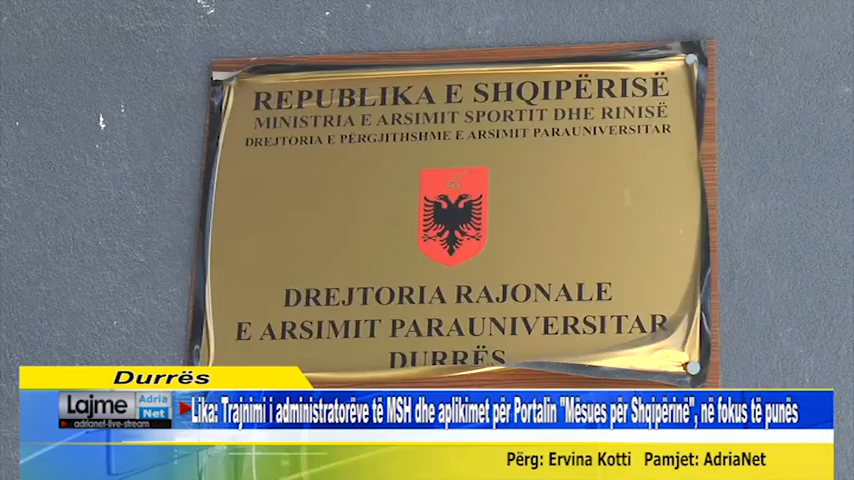 REPUBLIKA E SHQIPËRISË
MINISTRIA E ARSIMIT SPORTIT DHE RINISË
DREJTORIA E PËRGJITHSHME E ARSIMIT PARAUNIVERSITAR
DREJTORIA RAJONALE
E ARSIMIT PARAUNIVERSITAR
DURRËS
Durrës
Lajme Adria Net
adrianet-live-stream
Lika: Trajnimi i administratorëve të MSH dhe aplikimet për Portalin "Mësues për Shqipërinë", në fokus të punës
Përg: Ervina Kotti Pamjet: AdriaNet